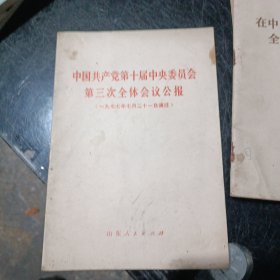 中国共产党第十届中央委员会
第三次全体会议公报
(一九七七年七月二十一日通过)
山东人民出版社
在中
全